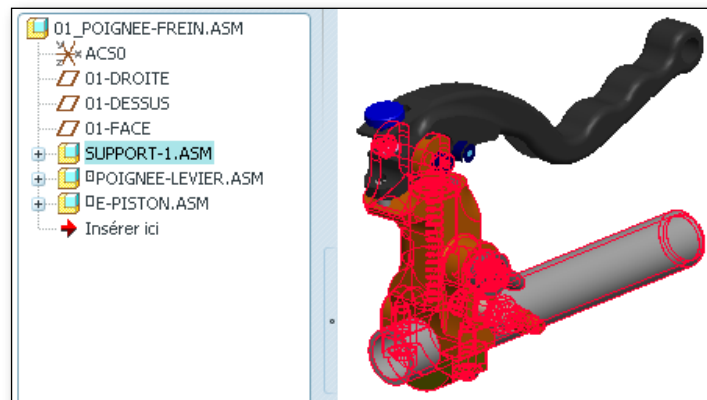 01_POIGNEE-FREIN.ASM
ACS0
01-DROITE
01-DESSUS
01-FACE
SUPPORT-1.ASM
POIGNEE-LEVIER.ASM
E-PISTON.ASM
Insérer ici